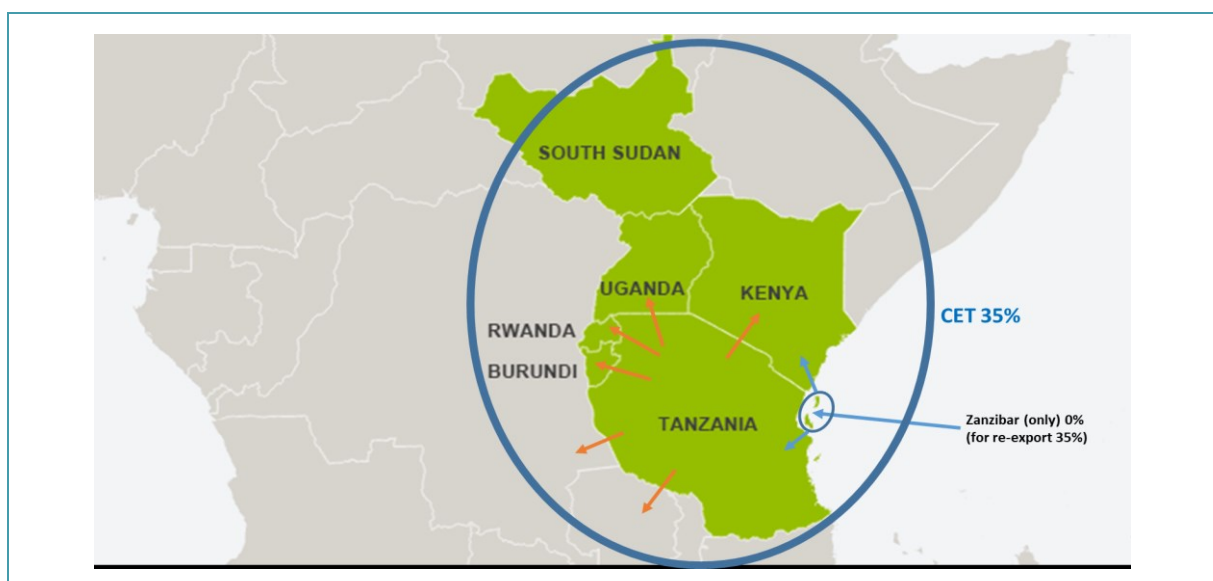 SOUTH SUDAN
UGANDA
KENYA
RWANDA
CET 35%
BURUNDI
TANZANIA
Zanzibar (only) 0%
(for re-export 35%)